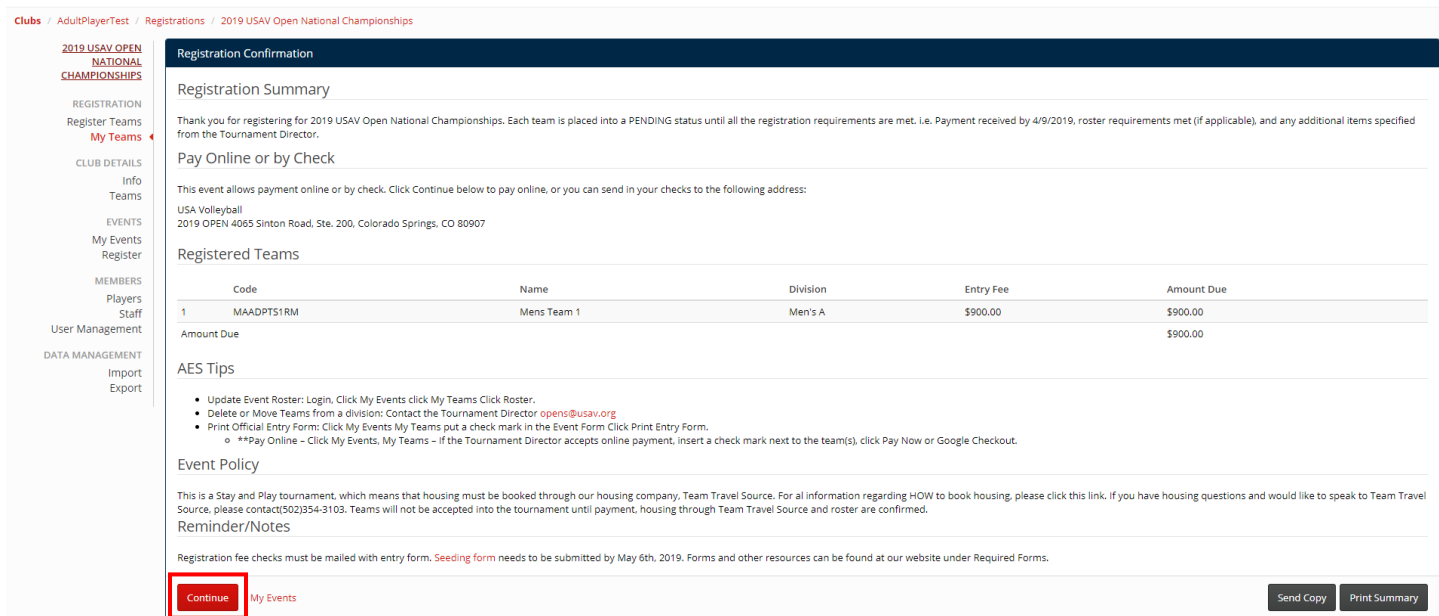 Clubs / AdultPlayerTest / Registrations / 2019 USAV Open National Championships
2019 USAV OPEN
NATIONAL
CHAMPIONSHIPS
REGISTRATION
Register Teams
My Teams
CLUB DETAILS
Info
Teams
EVENTS
My Events
Register
MEMBERS
Players
Staff
User Management
DATA MANAGEMENT
Import
Export
Registration Confirmation
Registration Summary
Thank you for registering for 2019 USAV Open National Championships. Each team is placed into a PENDING status until all the registration requirements are met. i.e. Payment received by 4/9/2019, roster requirements met (if applicable), and any additional items specified
from the Tournament Director.
Pay Online or by Check
This event allows payment online or by check. Click Continue below to pay online, or you can send in your checks to the following address:
USA Volleyball
2019 OPEN 4065 Sinton Road, Ste. 200, Colorado Springs, CO 80907
Registered Teams
Code Name Division Entry Fee Amount Due
1 MAADPTS1RM Mens Team 1 Men's A $900.00 $900.00
Amount Due $900.00
AES Tips
• Update Event Roster: Login, Click My Events click My Teams Click Roster.
• Delete or Move Teams from a division: Contact the Tournament Director opens@usav.org
• Print Official Entry Form: Click My Events My Teams put a check mark in the Event Form Click Print Entry Form.
○ **Pay Online – Click My Events, My Teams – If the Tournament Director accepts online payment, insert a check mark next to the team(s), click Pay Now or Google Checkout.
Event Policy
This is a Stay and Play tournament, which means that housing must be booked through our housing company, Team Travel Source. For al information regarding HOW to book housing, please click this link. If you have housing questions and would like to speak to Team Travel
Source, please contact(502)354-3103. Teams will not be accepted into the tournament until payment, housing through Team Travel Source and roster are confirmed.
Reminder/Notes
Registration fee checks must be mailed with entry form. Seeding form needs to be submitted by May 6th, 2019. Forms and other resources can be found at our website under Required Forms.
Continue My Events Send Copy Print Summary